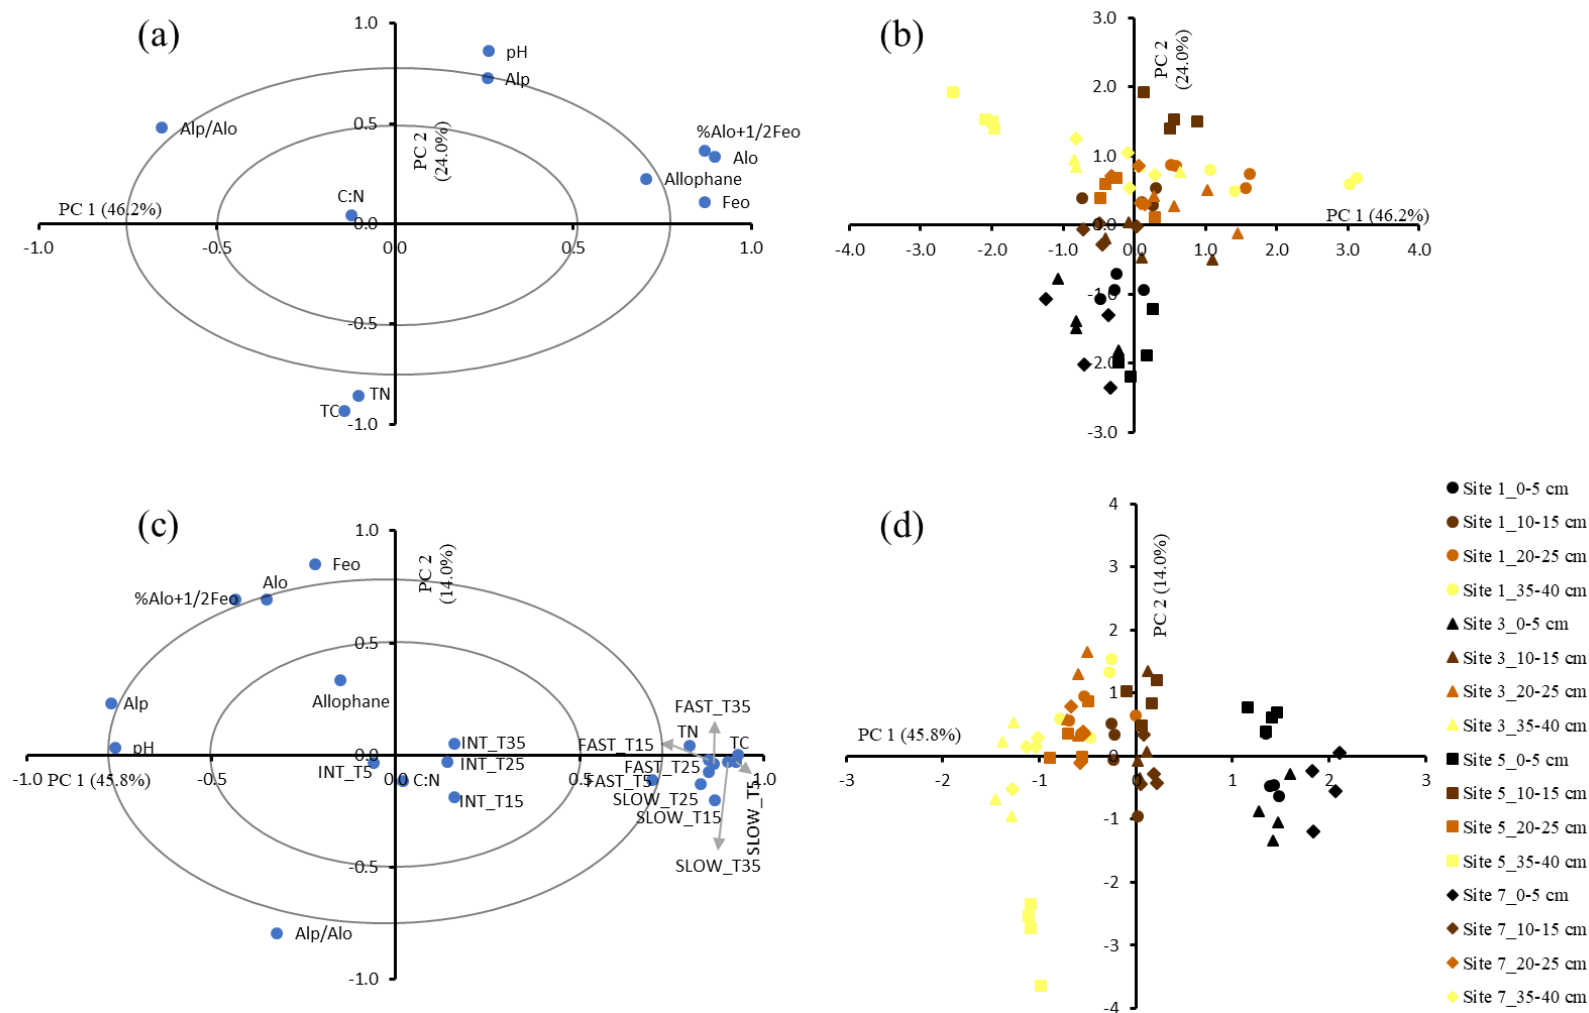 (a)
1.0
pH
Alp
0.5
Alp/Alo
PC 2
(24.0%)
%Alo+1/2Feo
Alo
Allophane
Feo
C:N
PC 1 (46.2%)
0.0
-1.0
-0.5
0.0
0.5
1.0
-0.5
TN
TC
-1.0
(b)
3.0
PC 2
(24.0%)
2.0
1.0
0.0
PC 1 (46.2%)
-4.0
-3.0
-2.0
-1.0
0.0
1.0
2.0
3.0
4.0
-1.0
-2.0
-3.0
(c)
1.0
Feo
PC 2
(14.0%)
Alo
%Alo+1/2Feo
0.5
Allophane
Alp
pH
FAST_T35
TN
TC
FAST_T15
INT_T35
0.0
INT_T25
FAST_T25
INT_T5
C:N
FAST_T5
-1.0
PC 1 (45.8%)
-0.5
0.0
0.5
1.0
INT_T15
SLOW_T25
SLOW_T15
SLOW_T5
SLOW_T35
-0.5
Alp/Alo
-1.0
(d)
4
3
PC 2 (14.0%)
2
1
PC 1 (45.8%)
0
-3
-2
-1
0
1
2
3
-1
-2
-3
-4
Site 1_0-5 cm
Site 1_10-15 cm
Site 1_20-25 cm
Site 1_35-40 cm
Site 3_0-5 cm
Site 3_10-15 cm
Site 3_20-25 cm
Site 3_35-40 cm
Site 5_0-5 cm
Site 5_10-15 cm
Site 5_20-25 cm
Site 5_35-40 cm
Site 7_0-5 cm
Site 7_10-15 cm
Site 7_20-25 cm
Site 7_35-40 cm